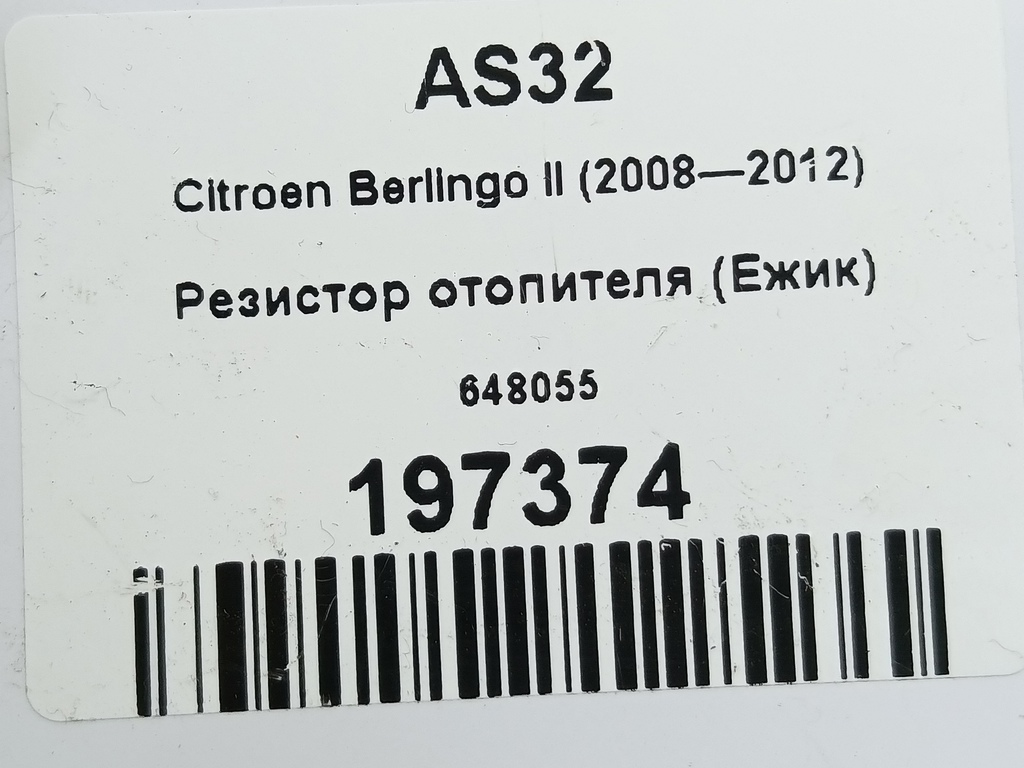 AS32
Citroen Berlingo II (2008—2012)
Резистор отопителя (Ежик)
648055
197374